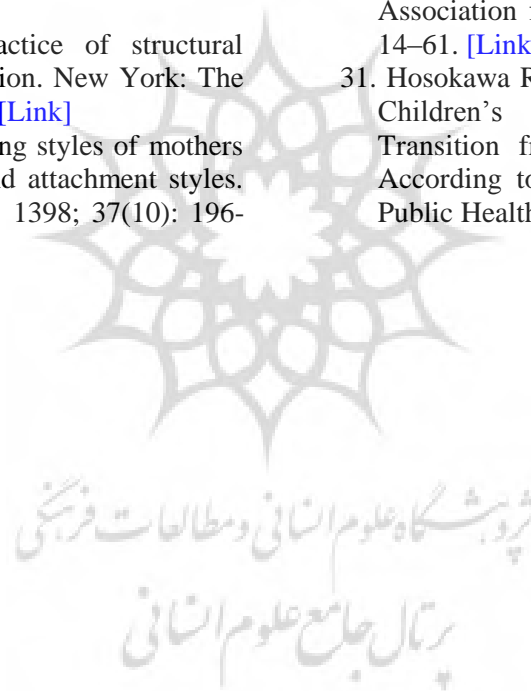 actice of structural
ion. New York: The
[Link]
ng styles of mothers
d attachment styles.
1398; 37(10): 196-
Association f
14–61. [Link
31. Hosokawa R
Children's
Transition f
According to
Public Health
پژوهشگاه علوم انسانی و مطالعات فرهنگی
پرتال جامع علوم انسانی